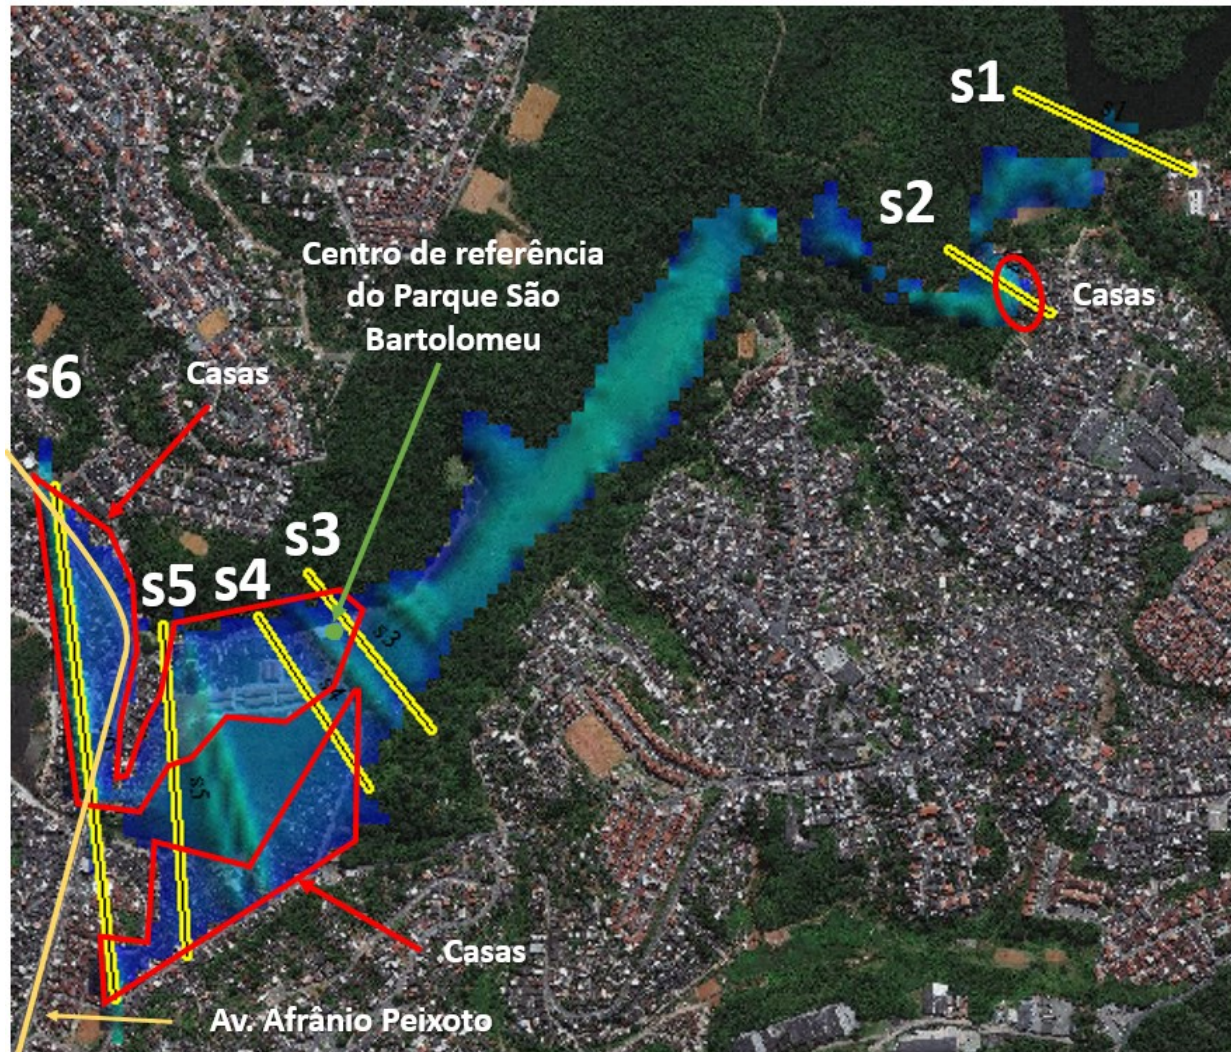 s1
s1
s2
Casas
Centro de referência
do Parque São
Bartolomeu
s6
Casas
s3
s5
s4
s3
s4
s5
Casas
Av. Afrânio Peixoto